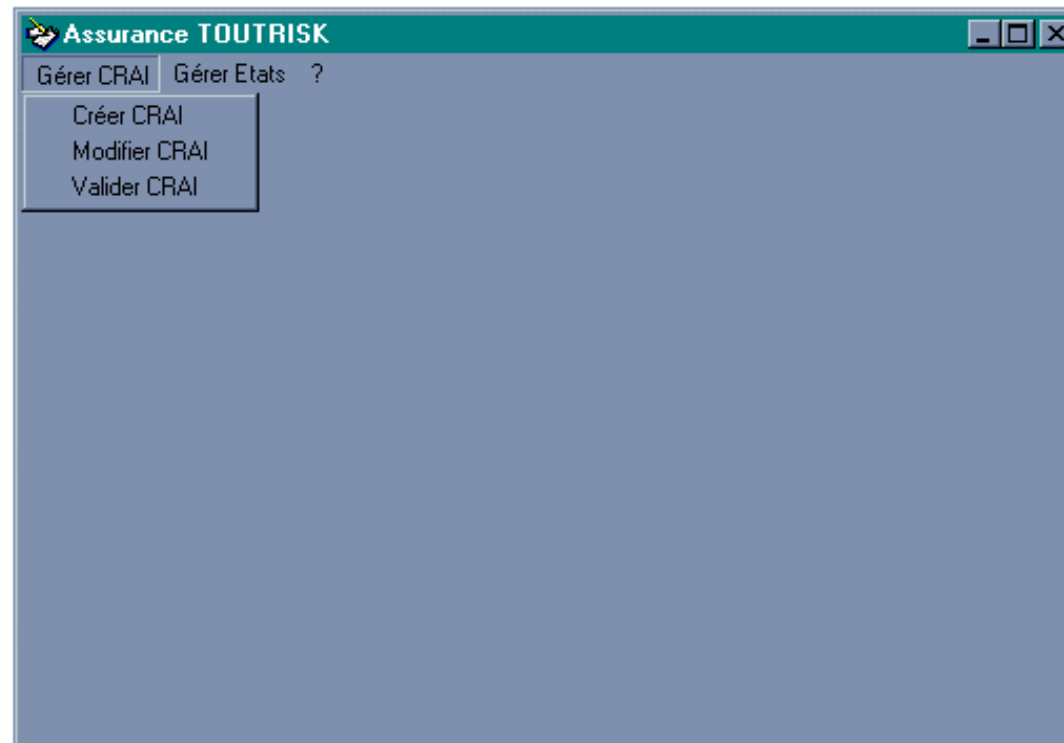 Assurance TOUTRISK
Gérer CRAI Gérer Etats ?
Créer CRAI
Modifier CRAI
Valider CRAI